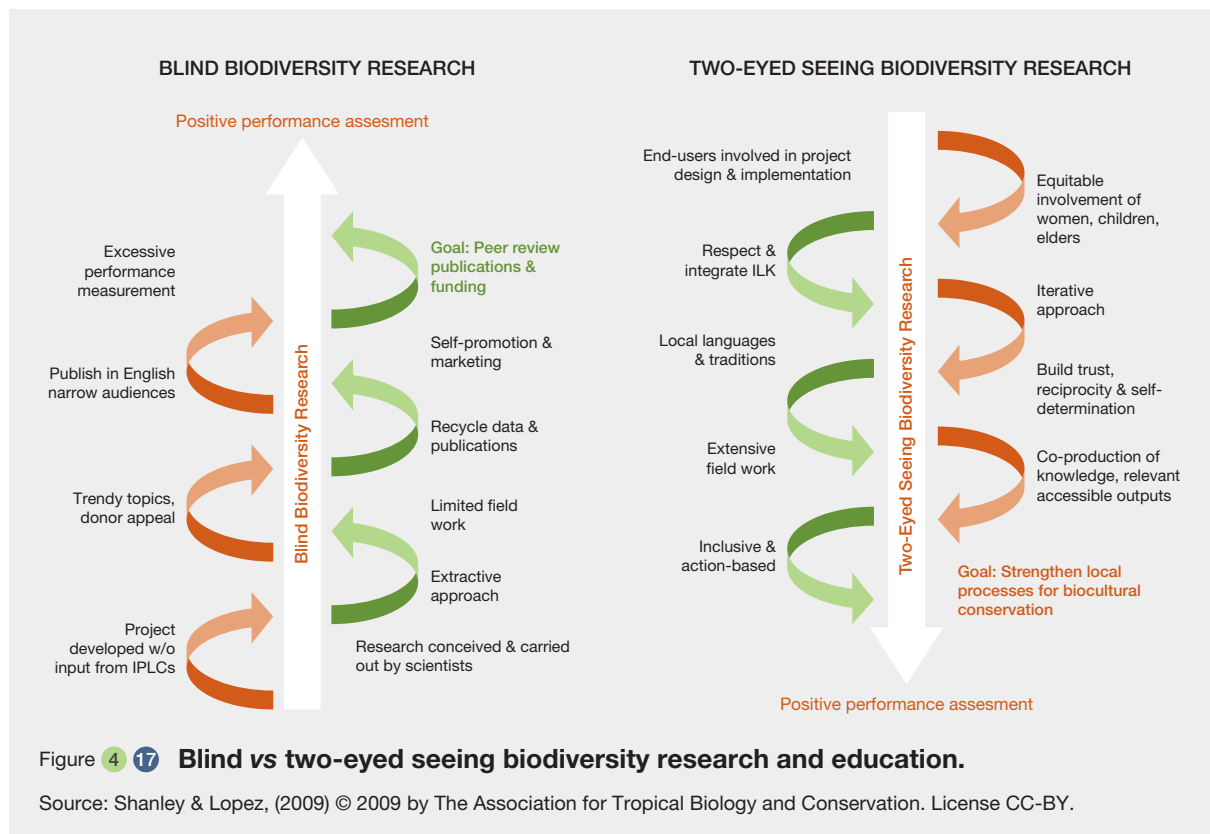 BLIND BIODIVERSITY RESEARCH
Positive performance assesment
Excessive
performance
measurement
Publish in English
narrow audiences
Trendy topics,
donor appeal
Project
developed w/o
input from IPLCs
Blind Biodiversity Research
Goal: Peer review
publications &
funding
Self-promotion &
marketing
Recycle data &
publications
Limited field
work
Extractive
approach
Research conceived & carried
out by scientists
TWO-EYED SEEING BIODIVERSITY RESEARCH
End-users involved in project
design & implementation
Respect &
integrate ILK
Local languages
& traditions
Extensive
field work
Inclusive &
action-based
Two-Eyed Seeing Biodiversity Research
Equitable
involvement of
women, children,
elders
Iterative
approach
Build trust,
reciprocity & self-
determination
Co-production of
knowledge, relevant
accessible outputs
Goal: Strengthen local
processes for biocultural
conservation
Positive performance assesment
Figure 4 17 Blind vs two-eyed seeing biodiversity research and education.
Source: Shanley & Lopez, (2009) © 2009 by The Association for Tropical Biology and Conservation. License CC-BY.